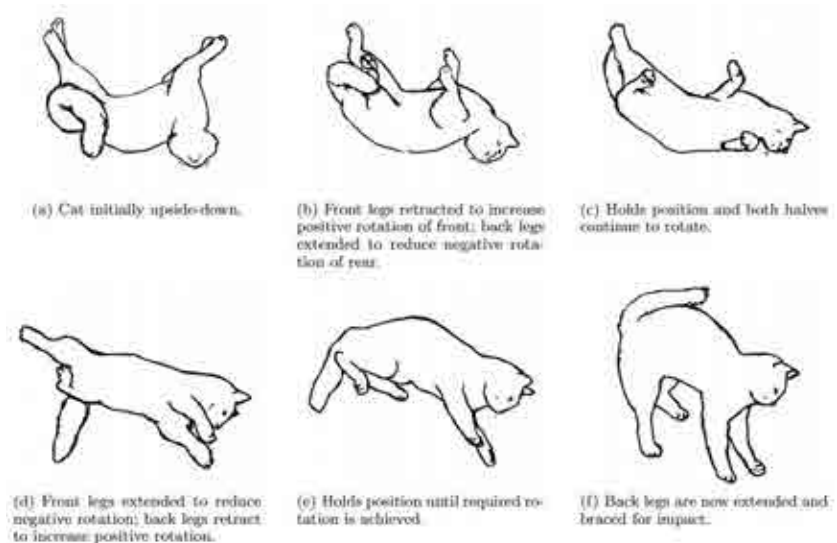 (a) Cat initially upside-down.
(b) Front legs retracted to increase
positive rotation of front; back legs
extended to reduce negative rota-
tion of rear.
(c) Holds position and both halves
continue to rotate.
(d) Front legs extended to reduce
negative rotation; back legs retract
to increase positive rotation.
(e) Holds position until required ro-
tation is achieved
(f) Back legs are now extended and
braced for impact.